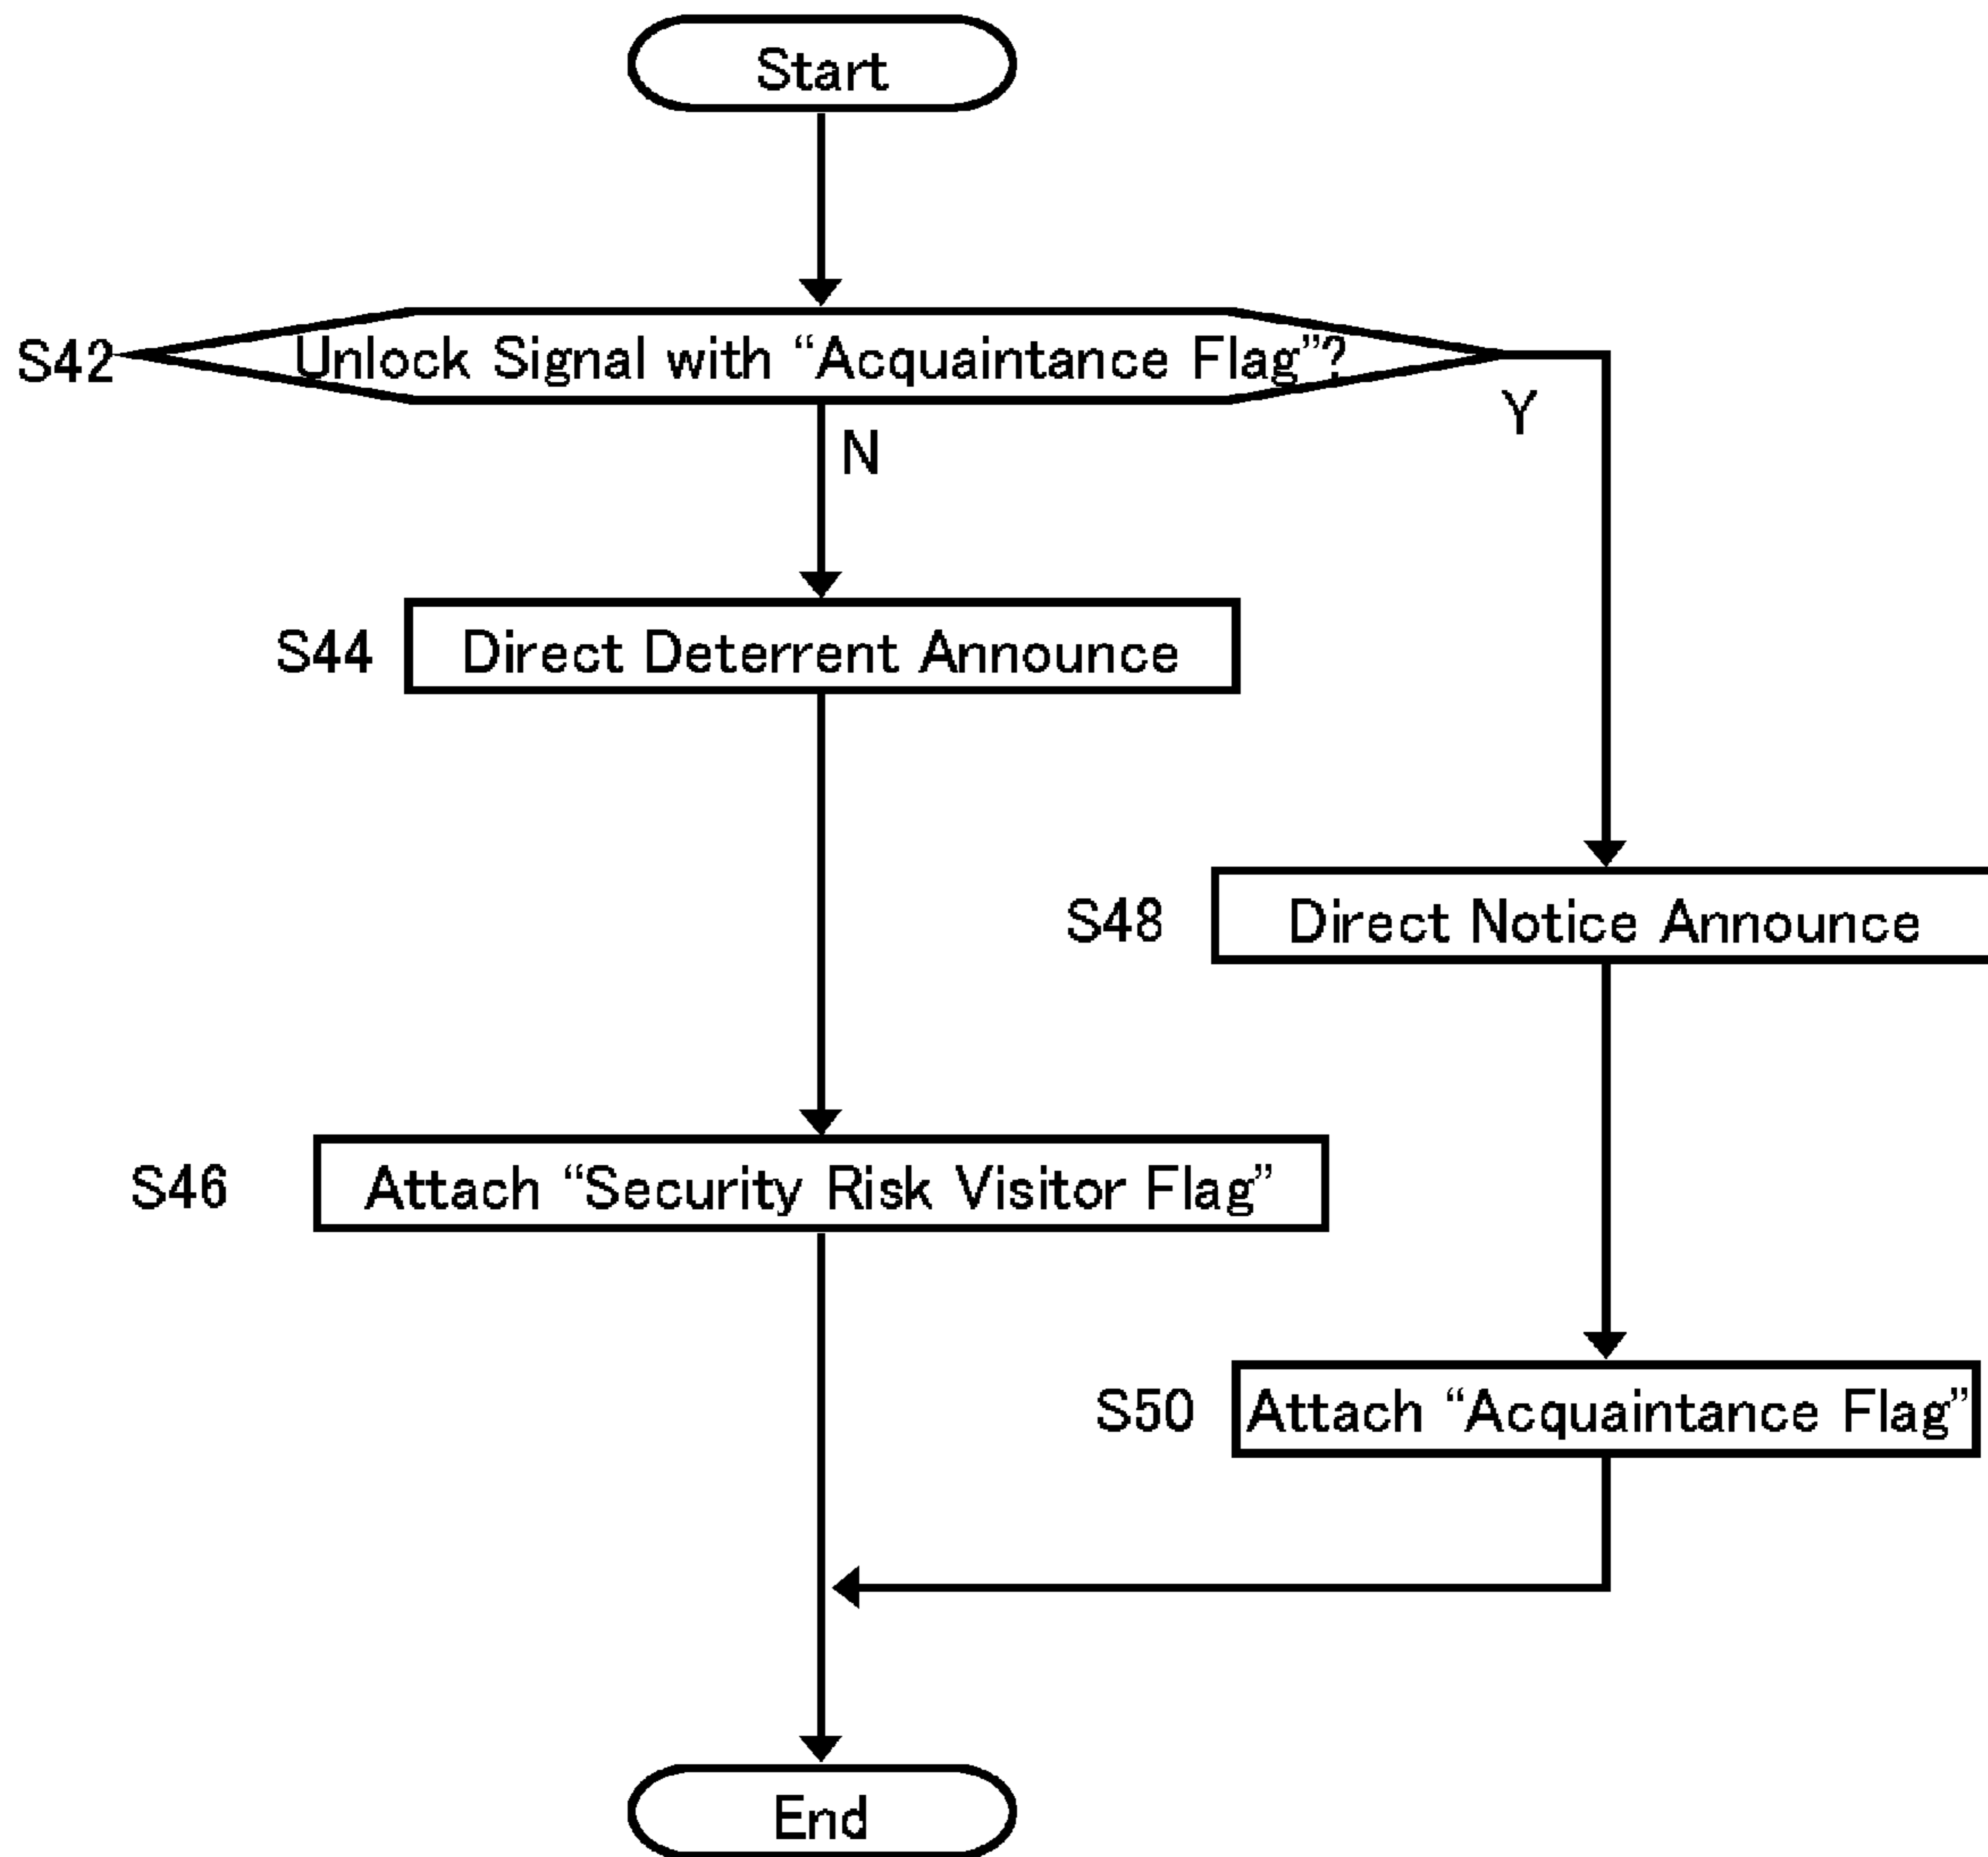 Start
S42 Unlock Signal with “Acquaintance Flag”?
Y
N
S44 Direct Deterrent Announce
S48 Direct Notice Announce
S46 Attach “Security Risk Visitor Flag”
S50 Attach “Acquaintance Flag”
End